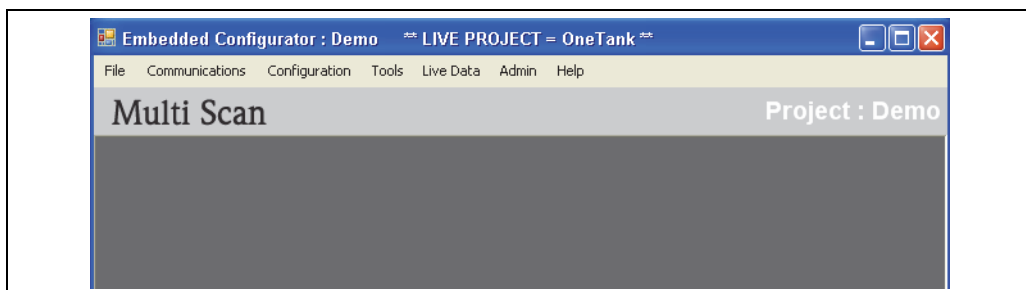 Embedded Configurator : Demo ** LIVE PROJECT = OneTank **
File Communications Configuration Tools Live Data Admin Help
Multi Scan Project : Demo